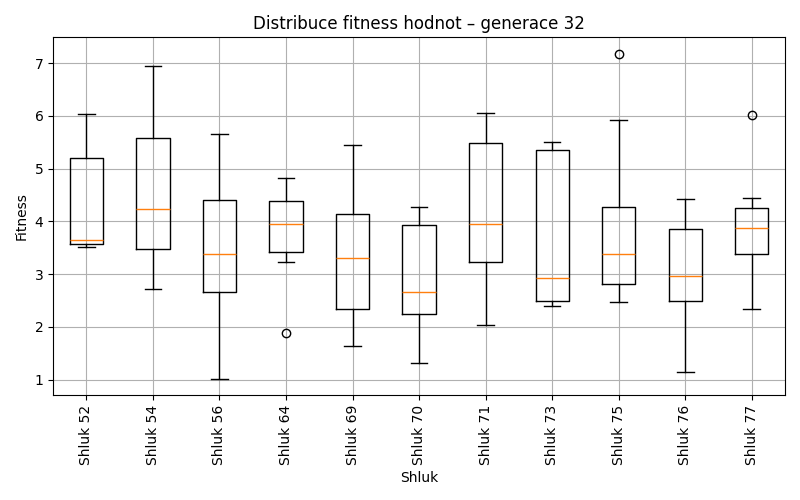 Distribuce fitness hodnot – generace 32
Fitness
7
6
5
4
3
2
1
Shluk 52
Shluk 54
Shluk 56
Shluk 64
Shluk 69
Shluk 70
Shluk 71
Shluk 73
Shluk 75
Shluk 76
Shluk 77
Shluk